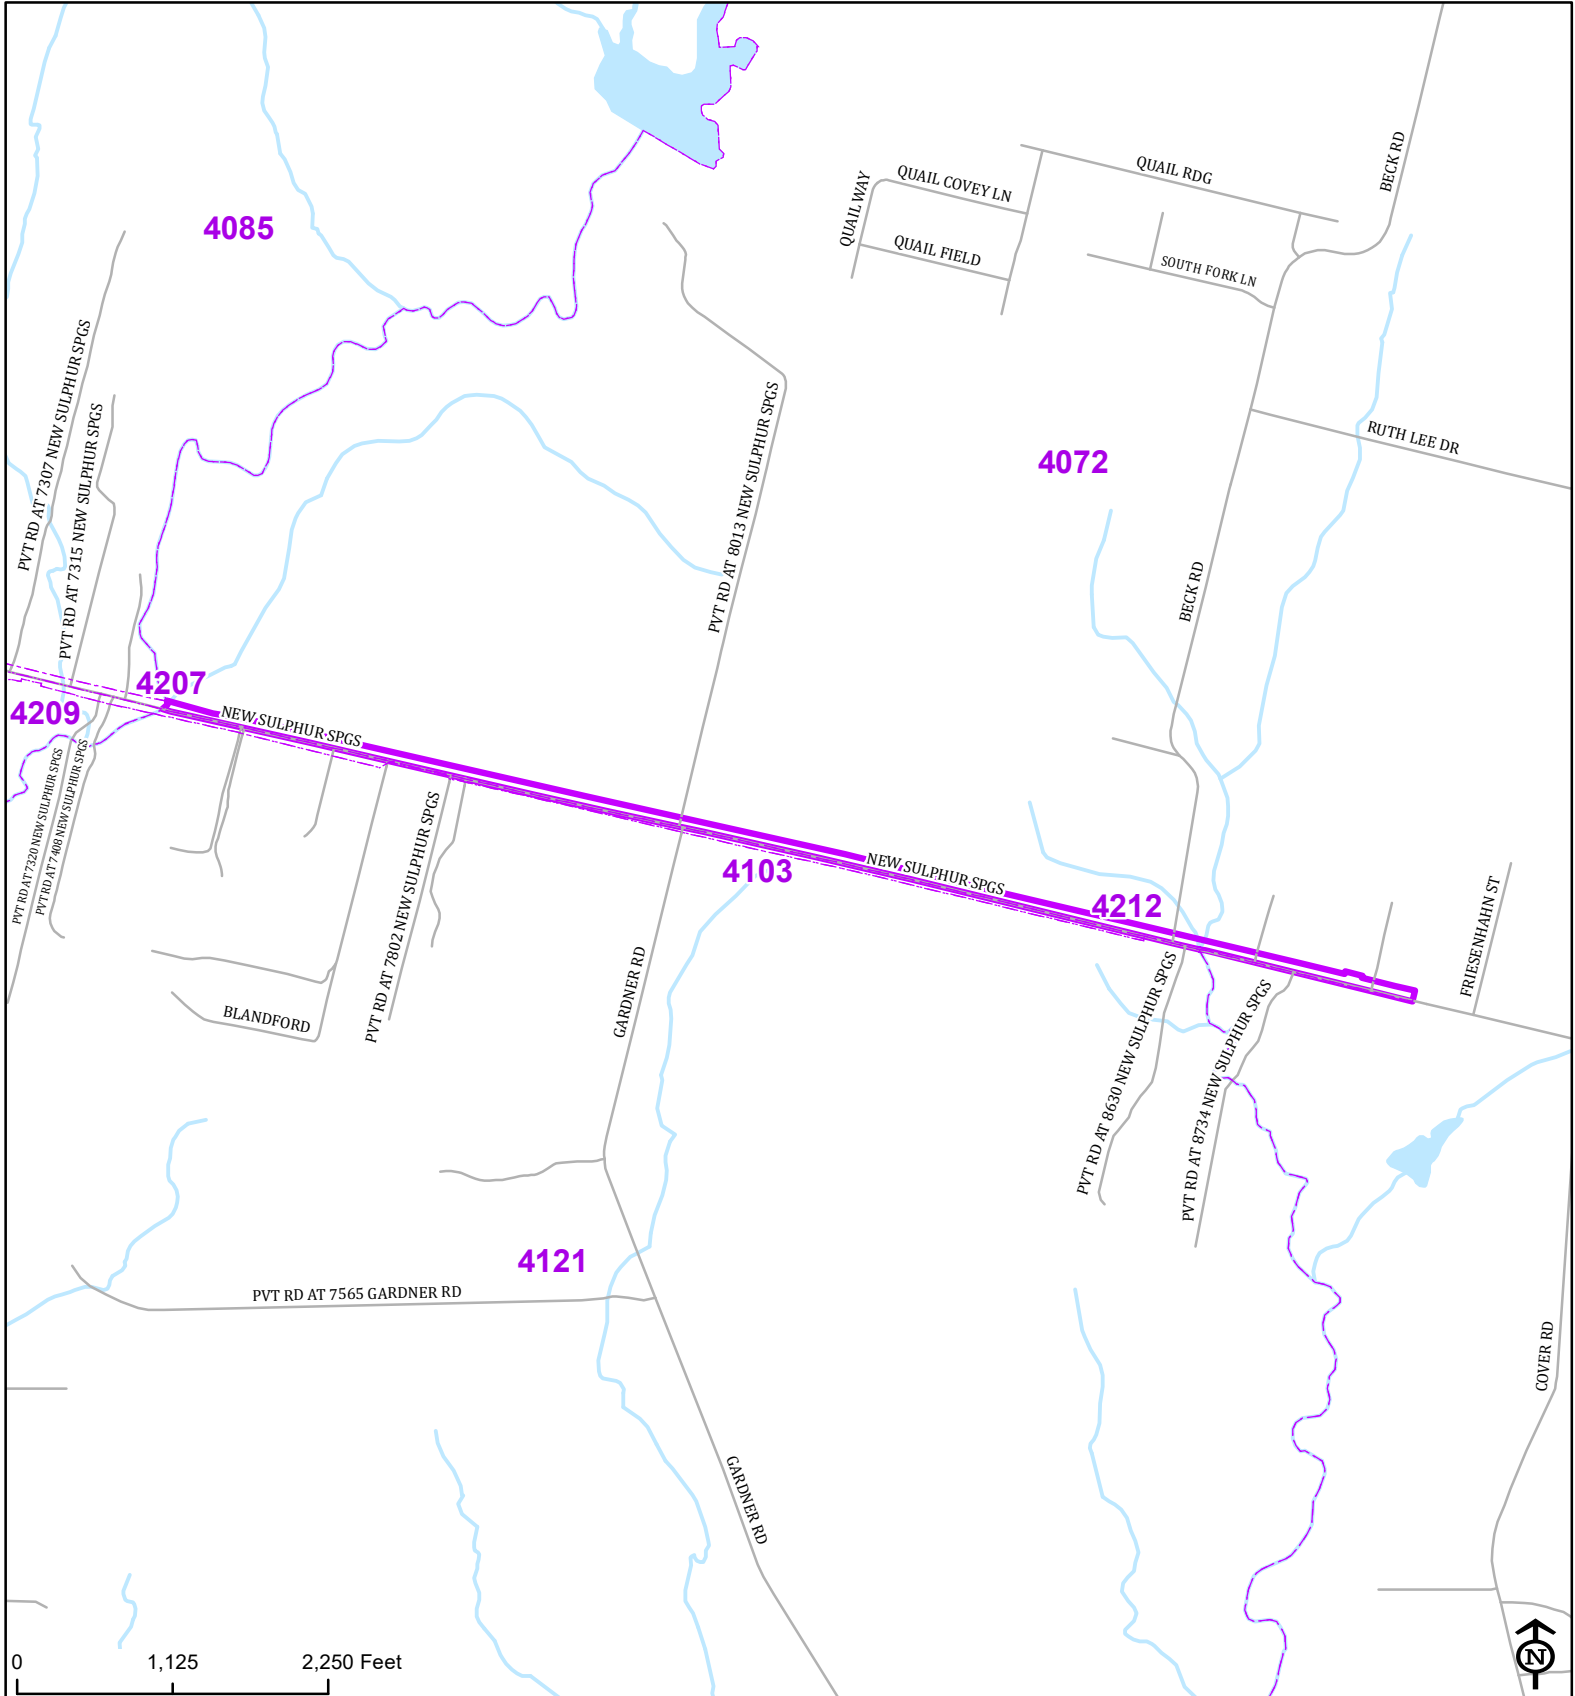 QUAIL RDG
BECK RD
QUAIL COVEY LN
QUAIL WAY
4085
QUAIL FIELD
SOUTH FORK LN
PVT RD AT 7307 NEW SULPHUR SPGS
PVT RD AT 7315 NEW SULPHUR SPGS
PVT RD AT 8013 NEW SULPHUR SPGS
4072
RUTH LEE DR
BECK RD
4207
4209
NEW SULPHUR SPGS
PVT RD AT 7320 NEW SULPHUR SPGS
PVT RD AT 7408 NEW SULPHUR SPGS
PVT RD AT 7802 NEW SULPHUR SPGS
4103
NEW SULPHUR SPGS
4212
FRIESENHAHN ST
GARDNER RD
BLANDFORD
PVT RD AT 8630 NEW SULPHUR SPGS
PVT RD AT 8734 NEW SULPHUR SPGS
4121
PVT RD AT 7565 GARDNER RD
COVER RD
GARDNER RD
0 1,125 2,250 Feet
N